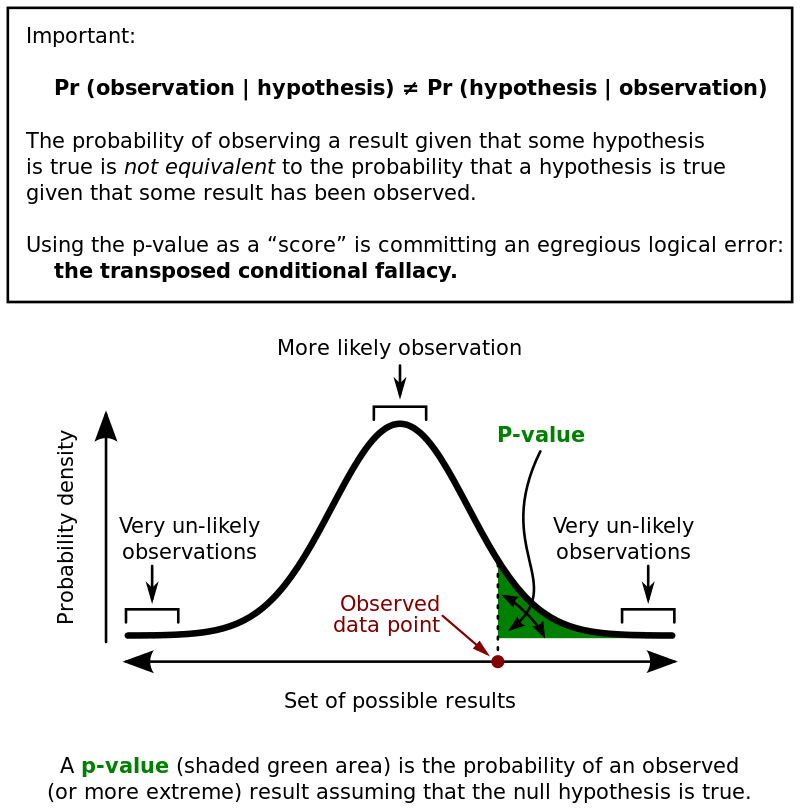 Important:
Pr (observation | hypothesis) ≠ Pr (hypothesis | observation)
The probability of observing a result given that some hypothesis
is true is not equivalent to the probability that a hypothesis is true
given that some result has been observed.
Using the p-value as a “score” is committing an egregious logical error:
the transposed conditional fallacy.
More likely observation
P-value
Probability density
Very un-likely
observations
Very un-likely
observations
Observed
data point
Set of possible results
A p-value (shaded green area) is the probability of an observed
(or more extreme) result assuming that the null hypothesis is true.